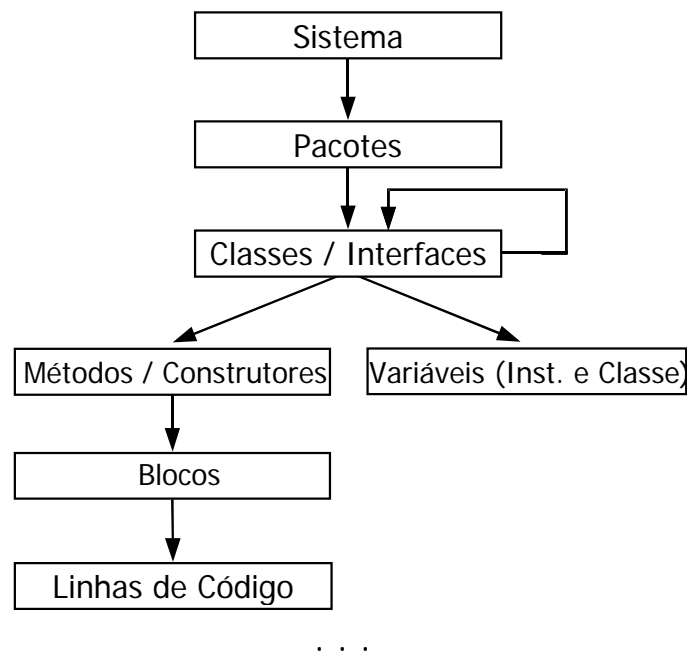 Sistema
Pacotes
Classes / Interfaces
Métodos / Construtores
Variáveis (Inst. e Classe)
Blocos
Linhas de Código
. . .